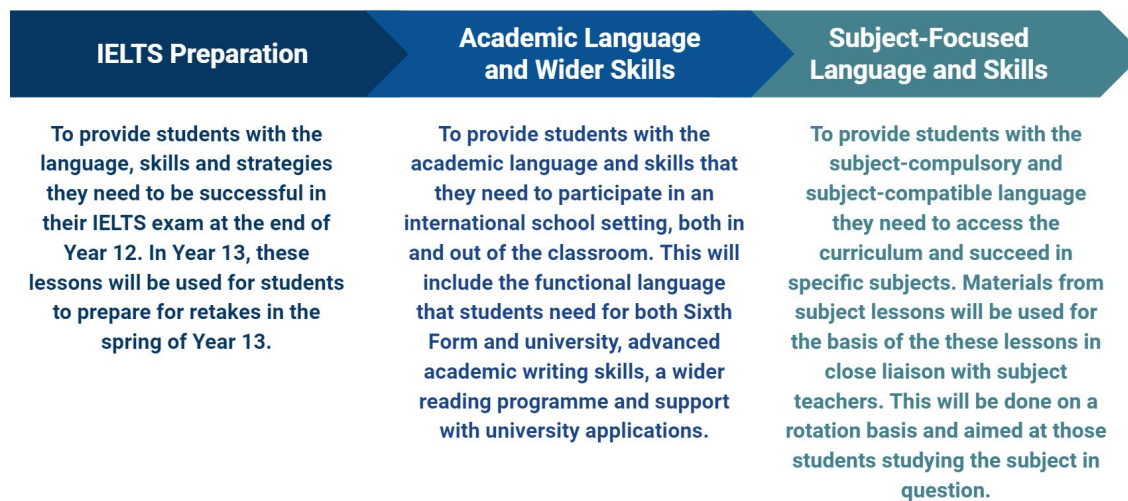 IELTS Preparation
To provide students with the
language, skills and strategies
they need to be successful in
their IELTS exam at the end of
Year 12. In Year 13, these
lessons will be used for students
to prepare for retakes in the
spring of Year 13.
Academic Language
and Wider Skills
To provide students with the
academic language and skills that
they need to participate in an
international school setting, both in
and out of the classroom. This will
include the functional language
that students need for both Sixth
Form and university, advanced
academic writing skills, a wider
reading programme and support
with university applications.
Subject-Focused
Language and Skills
To provide students with the
subject-compulsory and
subject-compatible language
they need to access the
curriculum and succeed in
specific subjects. Materials from
subject lessons will be used for
the basis of the these lessons in
close liaison with subject
teachers. This will be done on a
rotation basis and aimed at those
students studying the subject in
question.